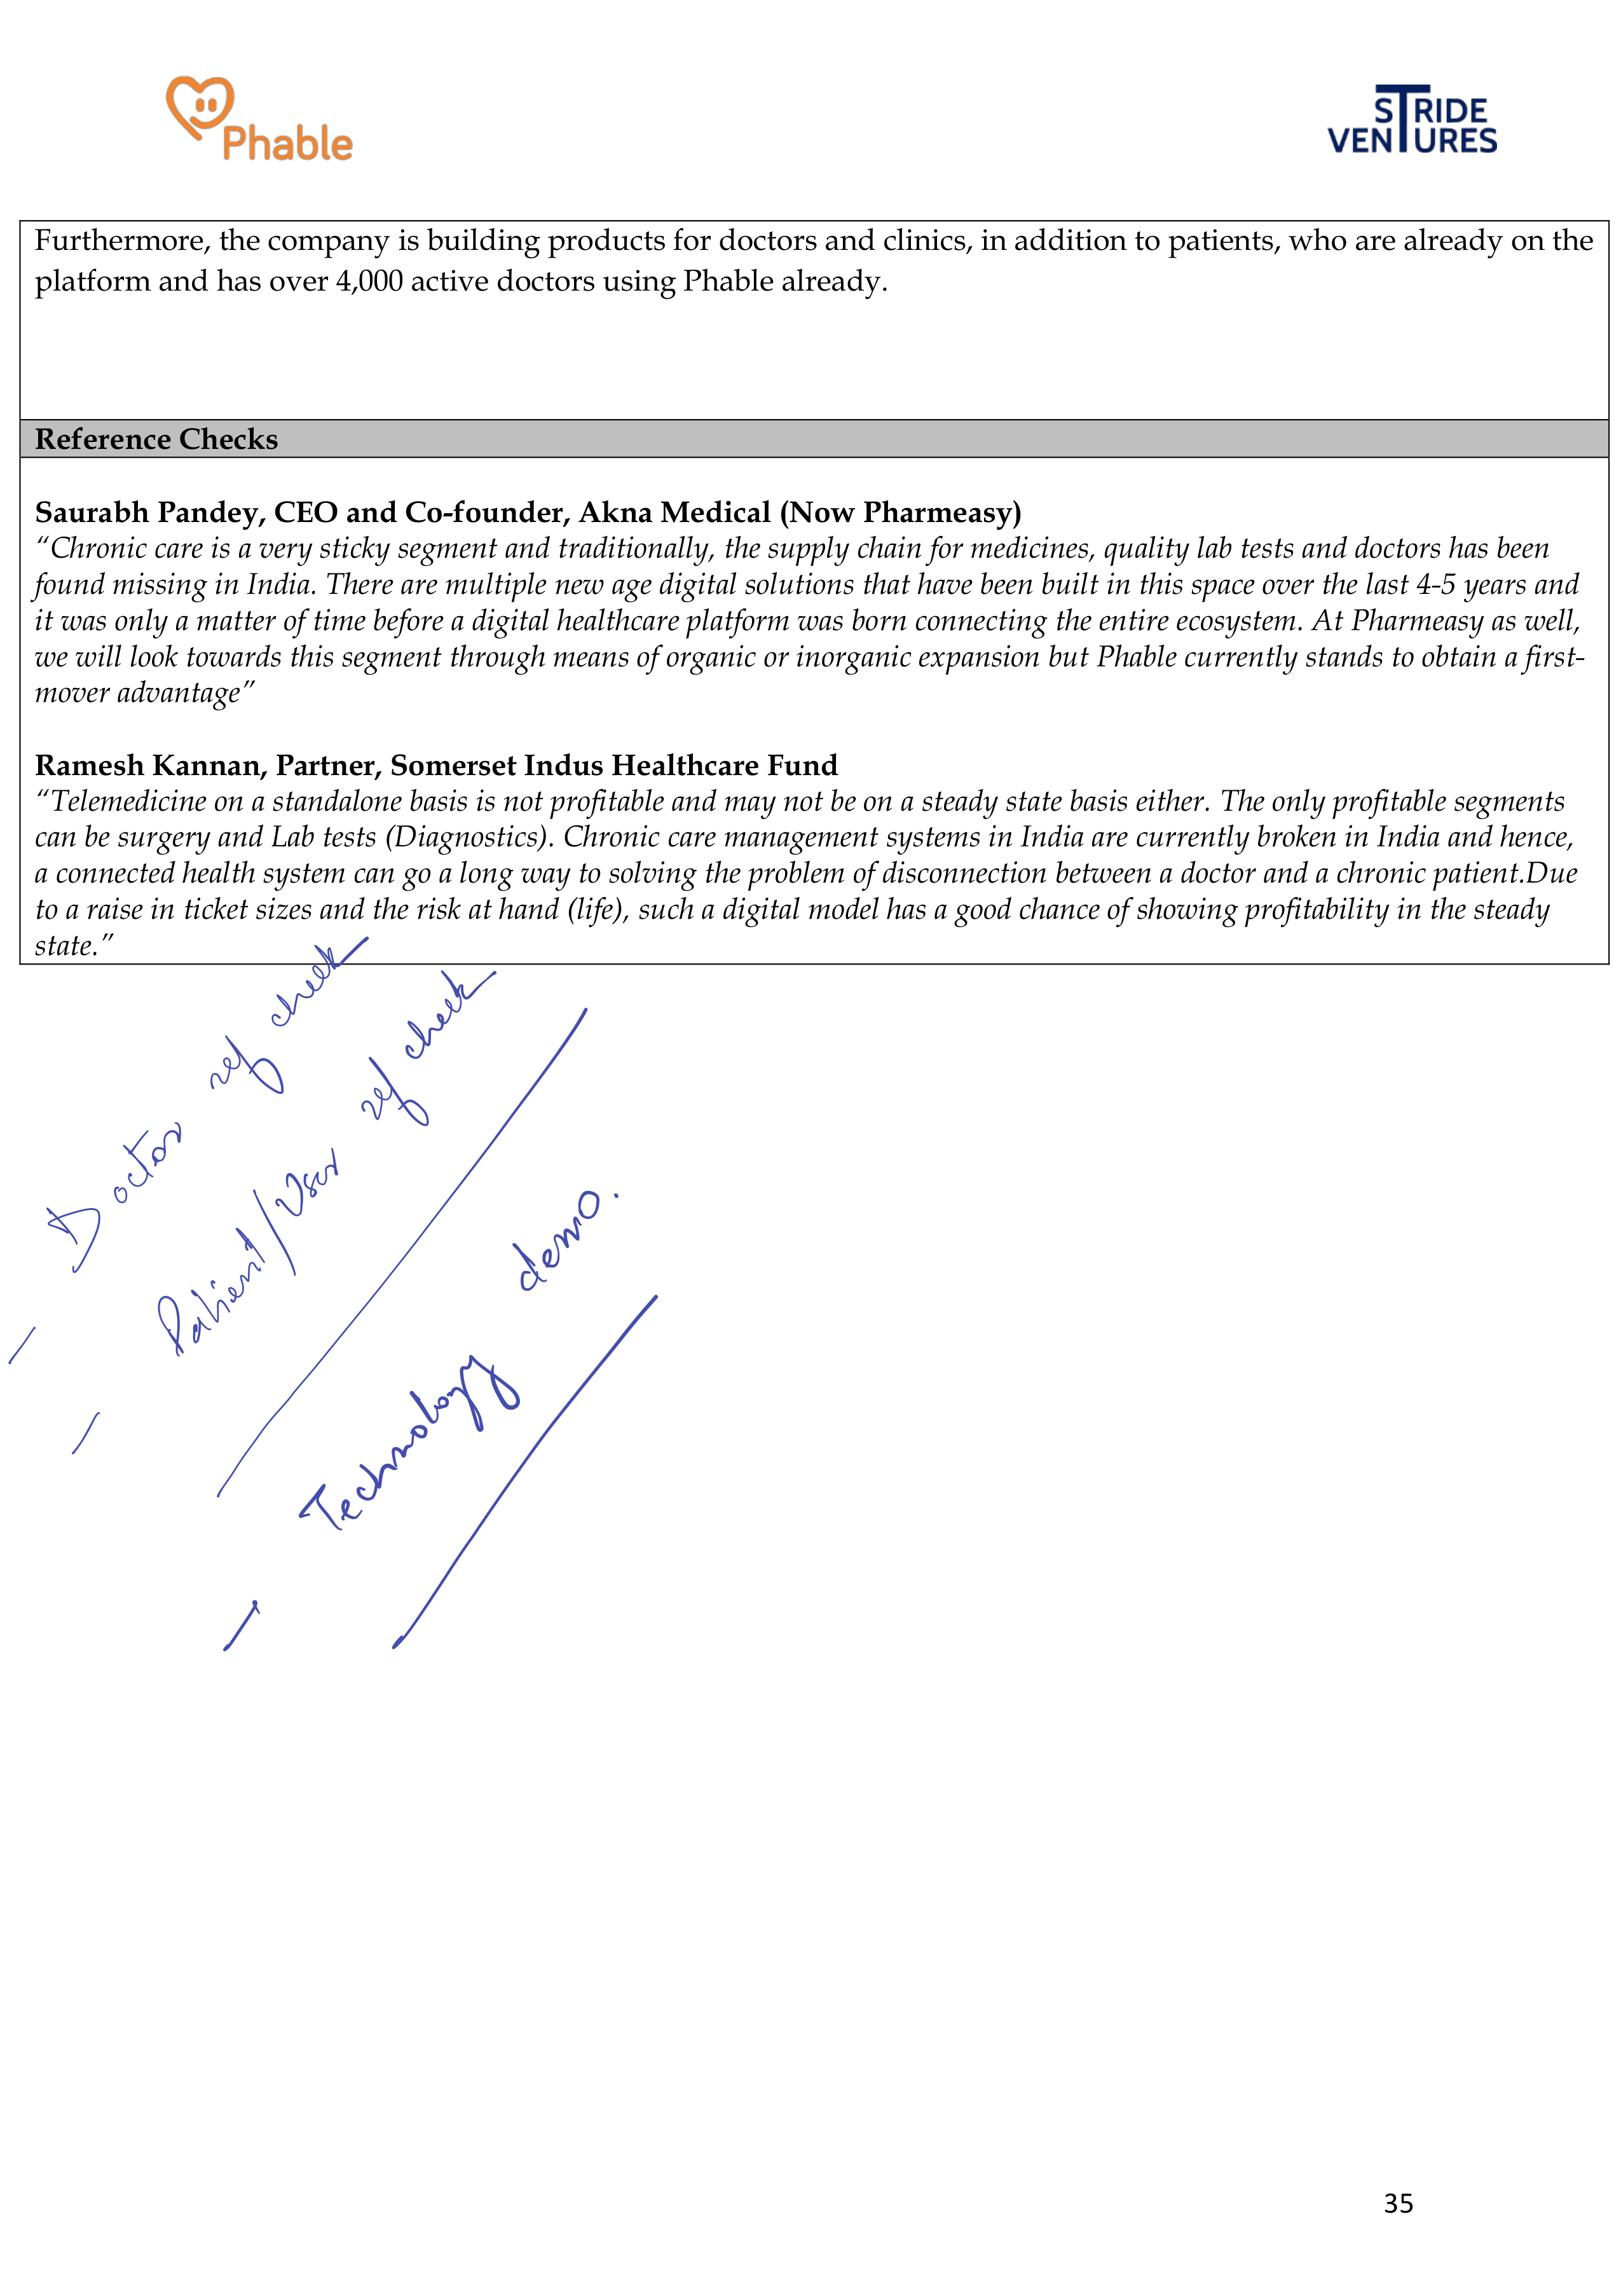 Phable
STRIDE
VENTURES
Furthermore, the company is building products for doctors and clinics, in addition to patients, who are already on the
platform and has over 4,000 active doctors using Phable already.
Reference Checks
Saurabh Pandey, CEO and Co-founder, Akna Medical (Now Pharmeasy)
“Chronic care is a very sticky segment and traditionally, the supply chain for medicines, quality lab tests and doctors has been
found missing in India. There are multiple new age digital solutions that have been built in this space over the last 4-5 years and
it was only a matter of time before a digital healthcare platform was born connecting the entire ecosystem. At Pharmeasy as well,
we will look towards this segment through means of organic or inorganic expansion but Phable currently stands to obtain a first-
mover advantage”
Ramesh Kannan, Partner, Somerset Indus Healthcare Fund
“Telemedicine on a standalone basis is not profitable and may not be on a steady state basis either. The only profitable segments
can be surgery and Lab tests (Diagnostics). Chronic care management systems in India are currently broken in India and hence,
a connected health system can go a long way to solving the problem of disconnection between a doctor and a chronic patient.Due
to a raise in ticket sizes and the risk at hand (life), such a digital model has a good chance of showing profitability in the steady
state.”
- Doctor ref check
- Patient/User ref check
- Technology demo.
35